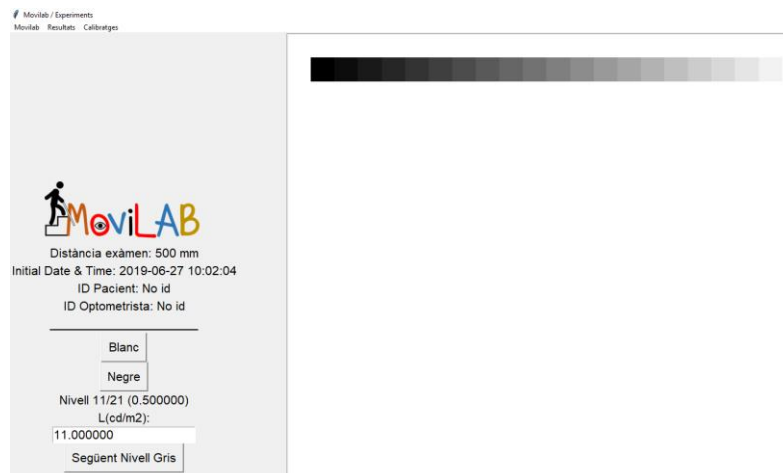 Movilab / Experiments
Movilab Resultats Calibratges
MoviLAB
Distància exàmen: 500 mm
Initial Date & Time: 2019-06-27 10:02:04
ID Pacient: No id
ID Optometrista: No id
Blanc
Negre
Nivell 11/21 (0.500000)
L(cd/m2):
11.000000
Següent Nivell Gris